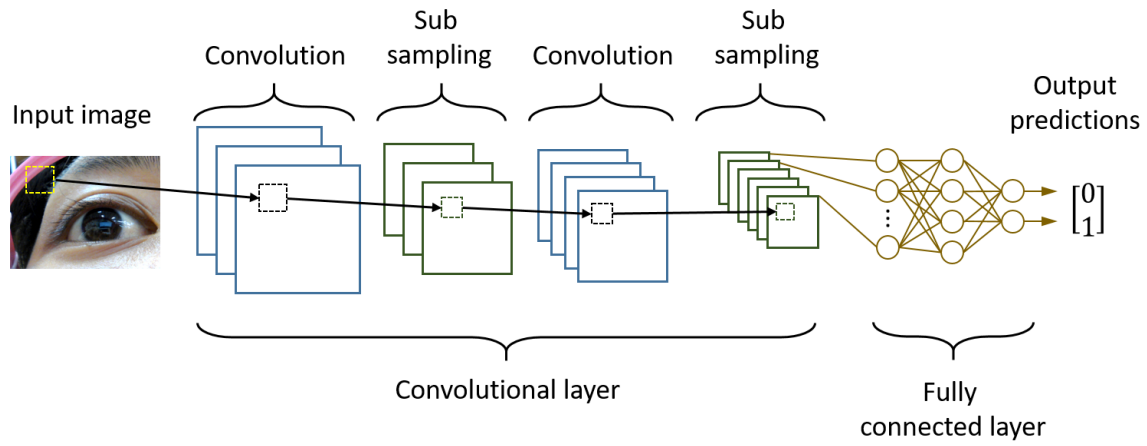 Input image
Convolution
Sub
sampling
Convolution
Sub
sampling
Output
predictions
[0
1]
Convolutional layer
Fully
connected layer